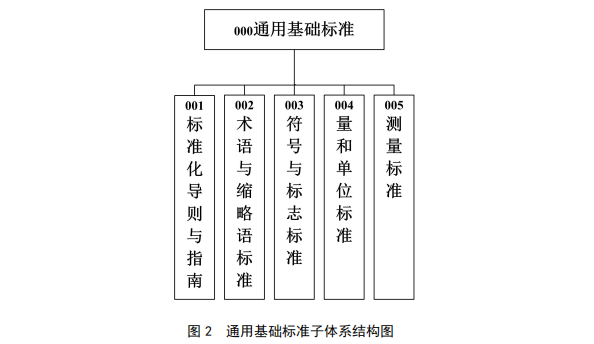 000通用基础标准
001
标准化导则与指南
002
术语与缩略语标准
003
符号与标志标准
004
量和单位标准
005
测量标准
图 2 通用基础标准子体系结构图